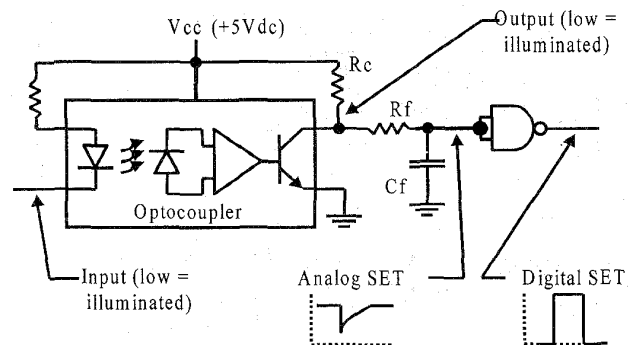 Vcc (+5Vdc)
Output (low =
illuminated)
Rc
Rf
Cf
Optocoupler
Input (low =
illuminated)
Analog SET
Digital SET